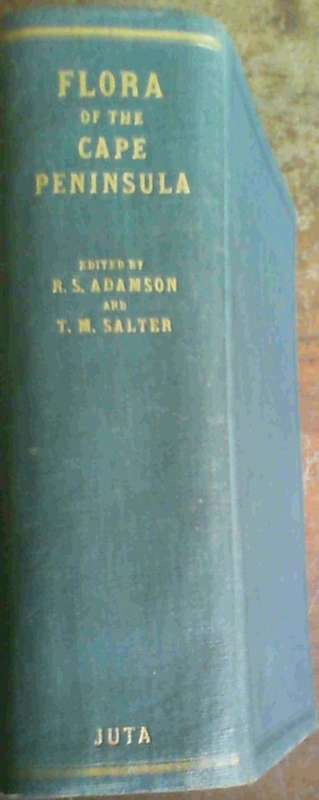 FLORA
OF THE
CAPE
PENINSULA
EDITED BY
R. S. ADAMSON
AND
T. M. SALTER
JUTA